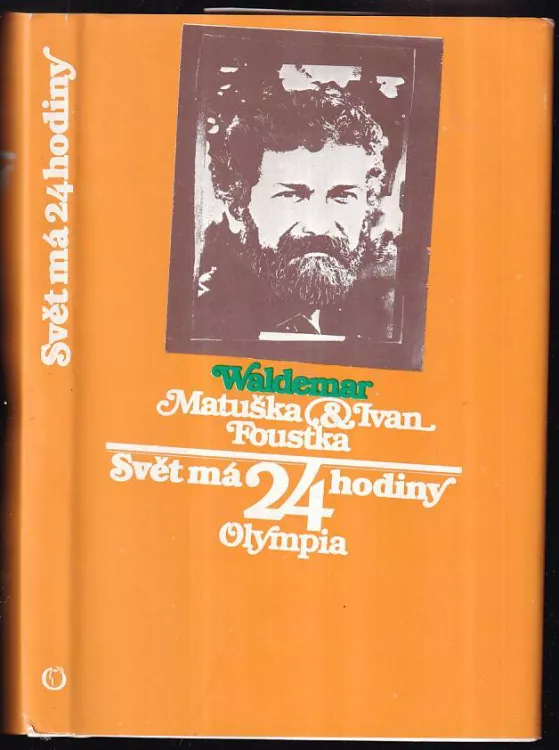 Svět má 24 hodiny
Waldemar
Matuška & Ivan
Foustka
Svět má 24 hodiny
Olympia